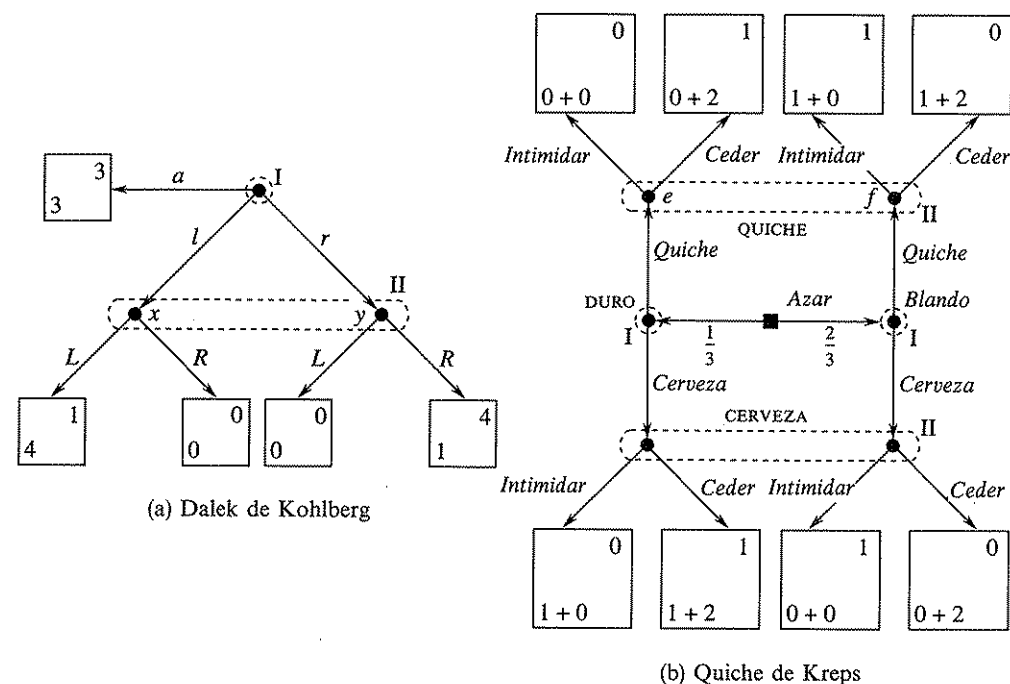 0 1 1 0
0 + 0 0 + 2 1 + 0 1 + 2
Intimidar Ceder Intimidar Ceder
e f II
QUICHE
Quiche Quiche
DURO Azar Blando
I 1/3 2/3 I
Cerveza Cerveza
CERVEZA II
Intimidar Ceder Intimidar Ceder
0 1 1 0
1 + 0 1 + 2 0 + 0 0 + 2
(b) Quiche de Kreps
3 a I
3
l r
II
x y
L R L R
1 0 0 4
4 0 0 1
(a) Dalek de Kohlberg